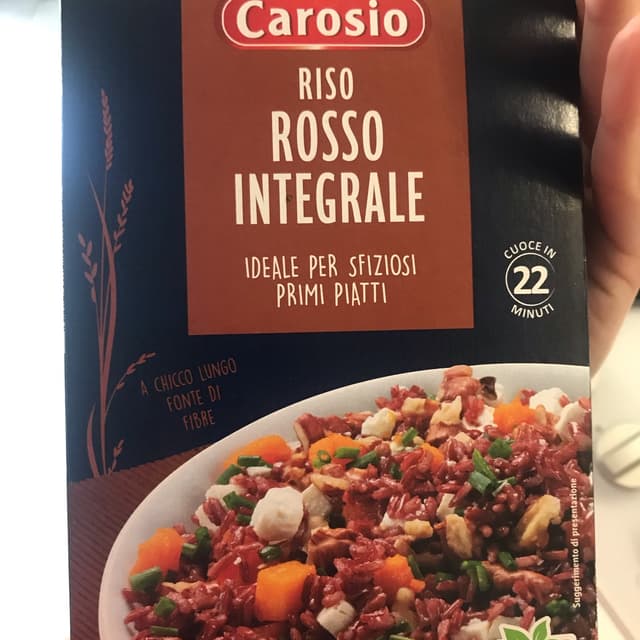 Carosio
RISO
ROSSO
INTEGRALE
IDEALE PER SFIZIOSI
PRIMI PIATTI
CUOCE IN
22
MINUTI
A CHICCO LUNGO
FONTE DI
FIBRE
Suggerimento di presentazione